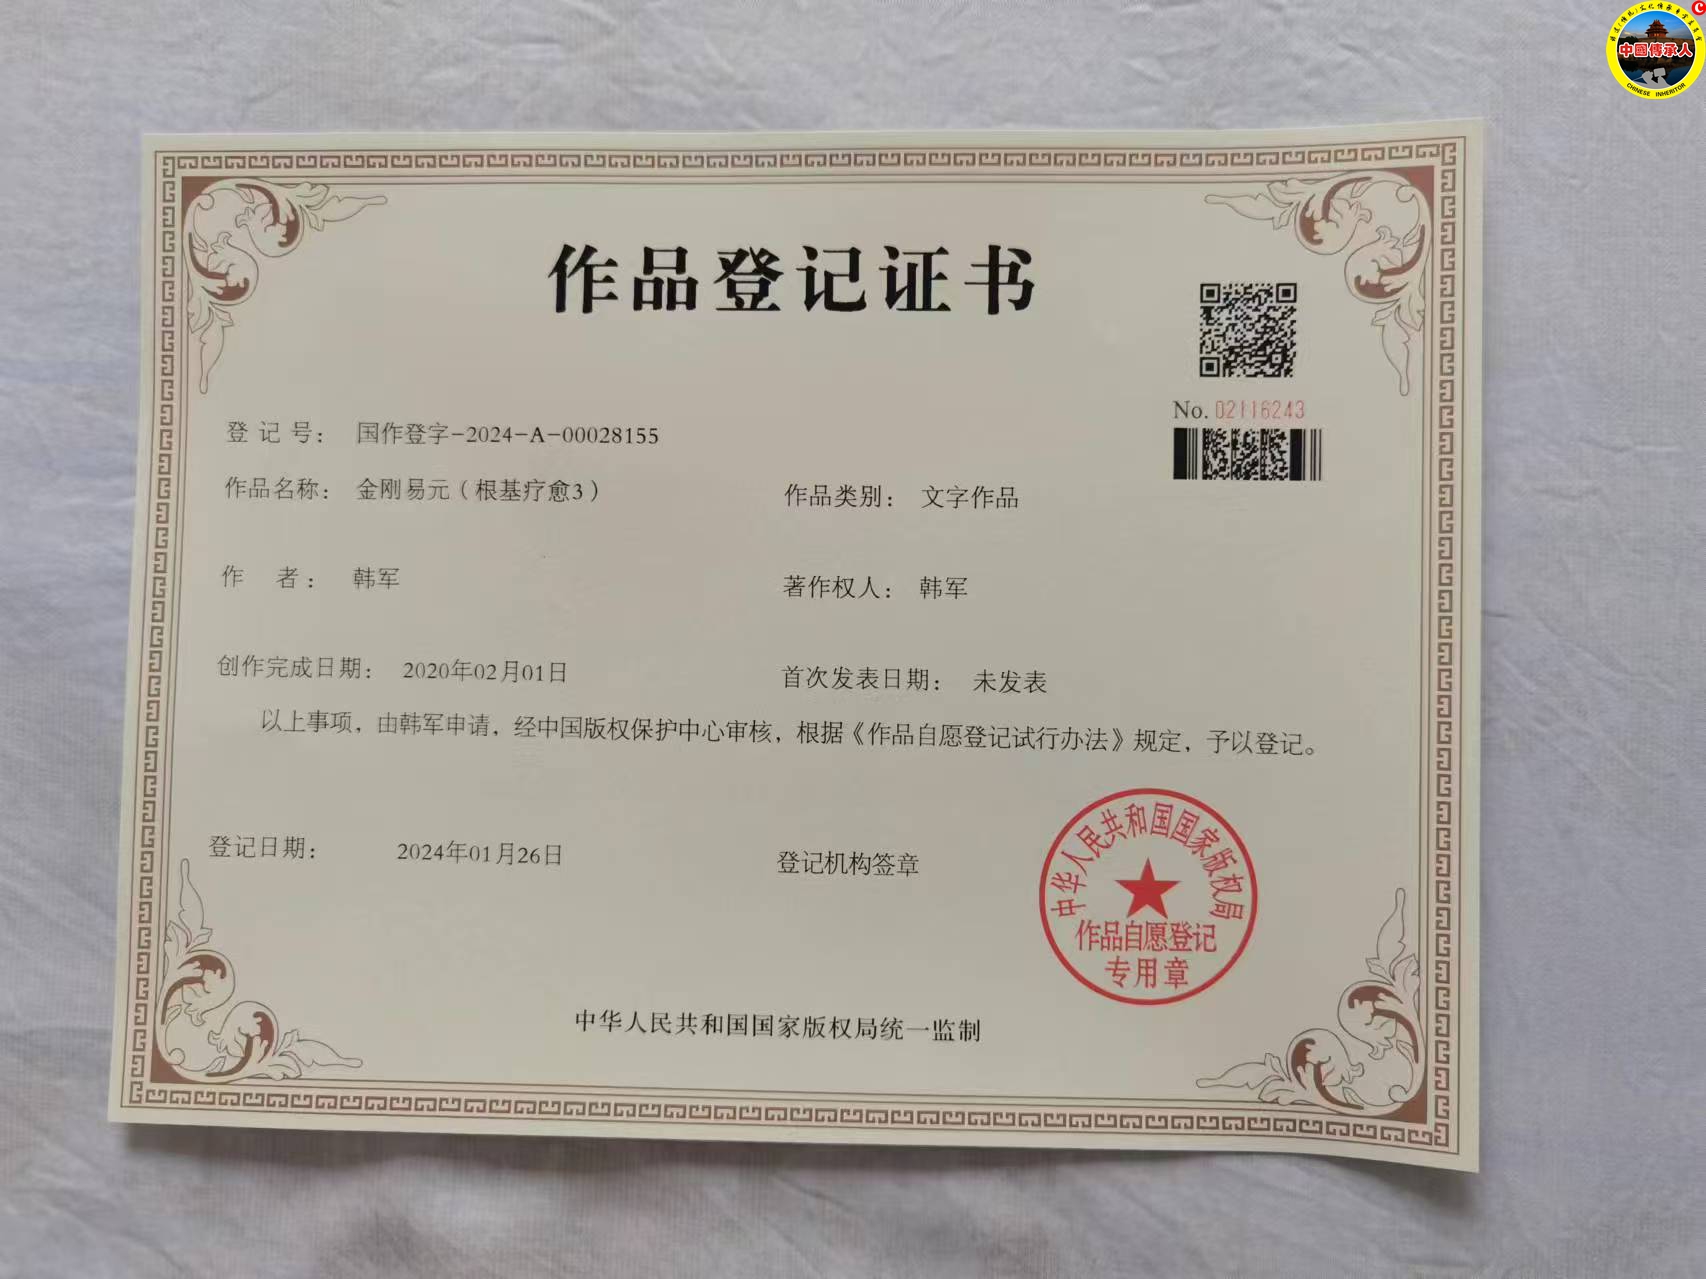 中國傳承人
CHINESE INHERITOR
作品登记证书
No. 02116243
登 记 号： 国作登字-2024-A-00028155
作品名称： 金刚易元（根基疗愈3） 作品类别： 文字作品
作 者： 韩军 著作权人： 韩军
创作完成日期： 2020年02月01日 首次发表日期： 未发表
以上事项，由韩军申请，经中国版权保护中心审核，根据《作品自愿登记试行办法》规定，予以登记。
登记日期： 2024年01月26日 登记机构签章
中华人民共和国国家版权局
作品自愿登记
专用章
中华人民共和国国家版权局统一监制